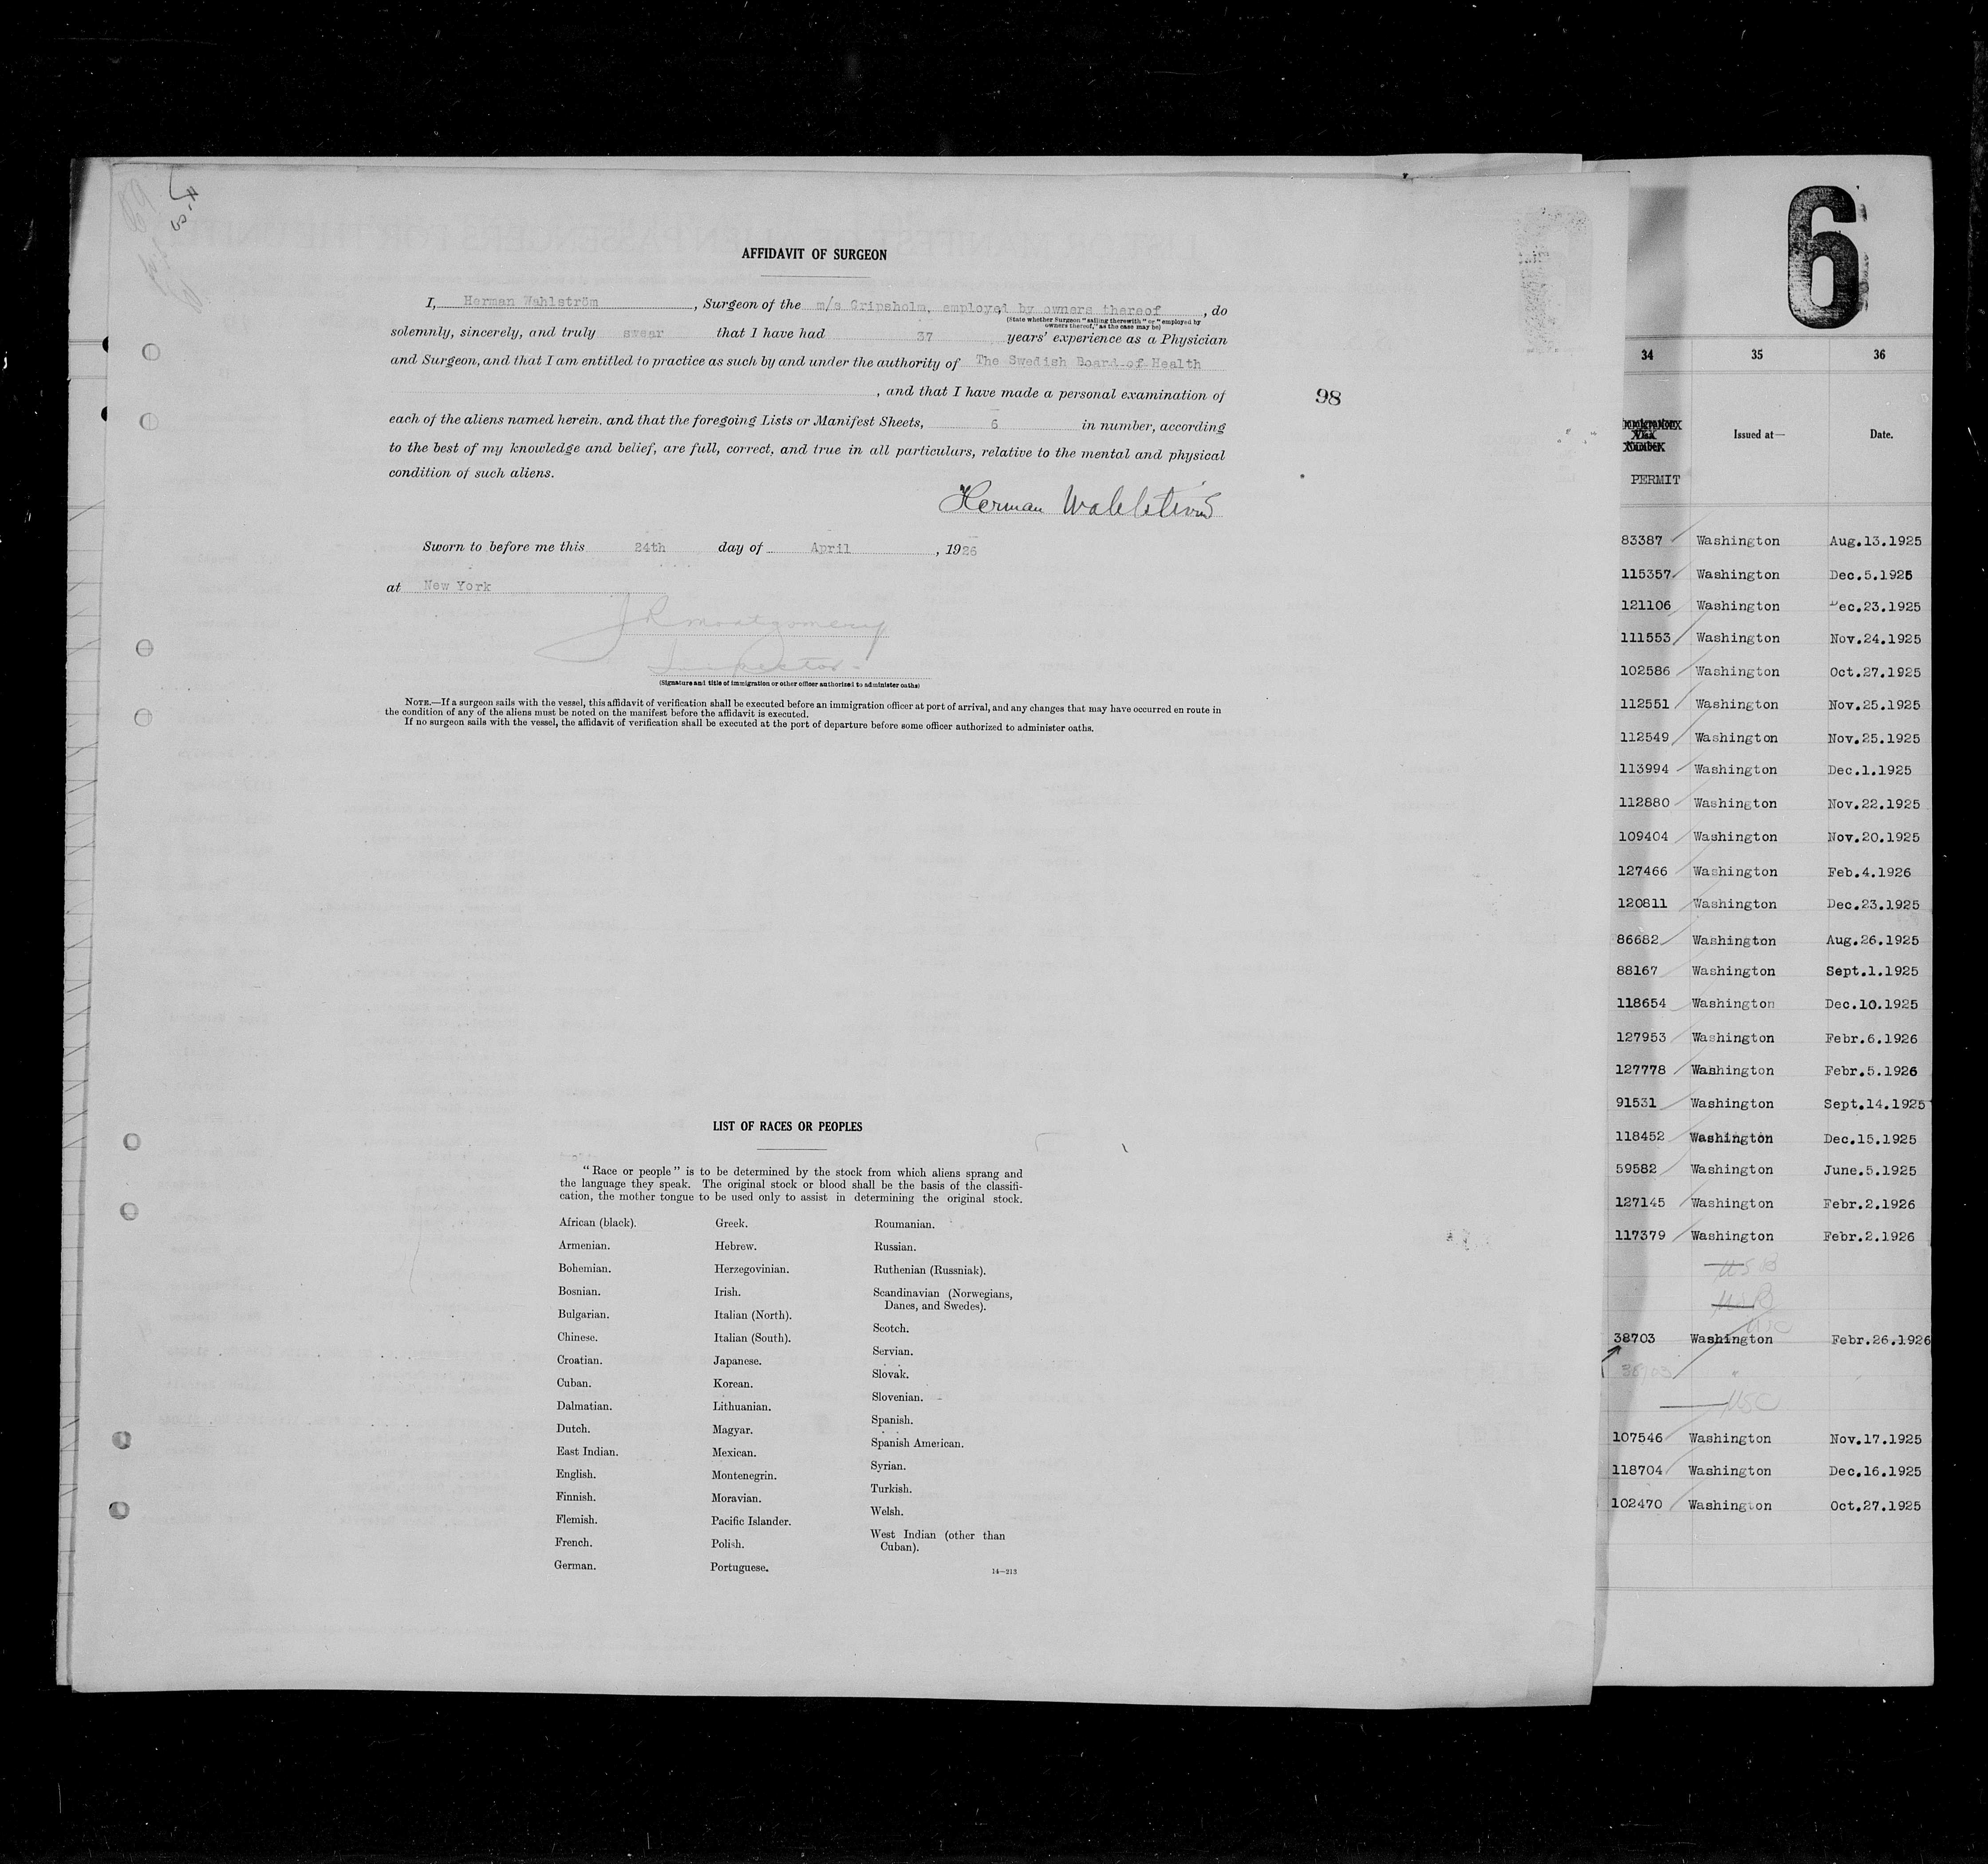 AFFIDAVIT OF SURGEON
I, Herman Wahlström, Surgeon of the m/s Gripsholm, employed by owners thereof, do
(State whether Surgeon "sailing therewith" or "employed by
owners thereof," as the case may be)
solemnly, sincerely, and truly swear that I have had 37 years' experience as a Physician
and Surgeon, and that I am entitled to practice as such by and under the authority of The Swedish Board of Health
, and that I have made a personal examination of
each of the aliens named herein, and that the foregoing Lists or Manifest Sheets, 6 in number, according
to the best of my knowledge and belief, are full, correct, and true in all particulars, relative to the mental and physical
condition of such aliens.
Herman Wahlström
Sworn to before me this 24th day of April, 1926
at New York
J R Montgomery
Inspector
(Signature and title of immigration or other officer authorized to administer oaths)
NOTE.—If a surgeon sails with the vessel, this affidavit of verification shall be executed before an immigration officer at port of arrival, and any changes that may have occurred en route in
the condition of any of the aliens must be noted on the manifest before the affidavit is executed.
If no surgeon sails with the vessel, the affidavit of verification shall be executed at the port of departure before some officer authorized to administer oaths.
98
LIST OF RACES OR PEOPLES
"Race or people" is to be determined by the stock from which aliens sprang and
the language they speak. The original stock or blood shall be the basis of the classifi-
cation, the mother tongue to be used only to assist in determining the original stock.
African (black).
Armenian.
Bohemian.
Bosnian.
Bulgarian.
Chinese.
Croatian.
Cuban.
Dalmatian.
Dutch.
East Indian.
English.
Finnish.
Flemish.
French.
German.
Greek.
Hebrew.
Herzegovinian.
Irish.
Italian (North).
Italian (South).
Japanese.
Korean.
Lithuanian.
Magyar.
Mexican.
Montenegrin.
Moravian.
Pacific Islander.
Polish.
Portuguese.
Roumanian.
Russian.
Ruthenian (Russniak).
Scandinavian (Norwegians,
Danes, and Swedes).
Scotch.
Servian.
Slovak.
Slovenian.
Spanish.
Spanish American.
Syrian.
Turkish.
Welsh.
West Indian (other than
Cuban).
14—213
6
34 35 36
Immigration
Visa
Number
PERMIT
Issued at—
Date.
83387 Washington Aug.13.1925
115357 Washington Dec.5.1925
121106 Washington Dec.23.1925
111553 Washington Nov.24.1925
102586 Washington Oct.27.1925
112551 Washington Nov.25.1925
112549 Washington Nov.25.1925
113994 Washington Dec.1.1925
112880 Washington Nov.22.1925
109404 Washington Nov.20.1925
127466 Washington Feb.4.1926
120811 Washington Dec.23.1925
86682 Washington Aug.26.1925
88167 Washington Sept.1.1925
118654 Washington Dec.10.1925
127953 Washington Febr.6.1926
127778 Washington Febr.5.1926
91531 Washington Sept.14.1925
118452 Washington Dec.15.1925
59582 Washington June.5.1925
127145 Washington Febr.2.1926
117379 Washington Febr.2.1926
USB
USB
38703 Washington Febr.26.1926
38703 "
USC
107546 Washington Nov.17.1925
118704 Washington Dec.16.1925
102470 Washington Oct.27.1925